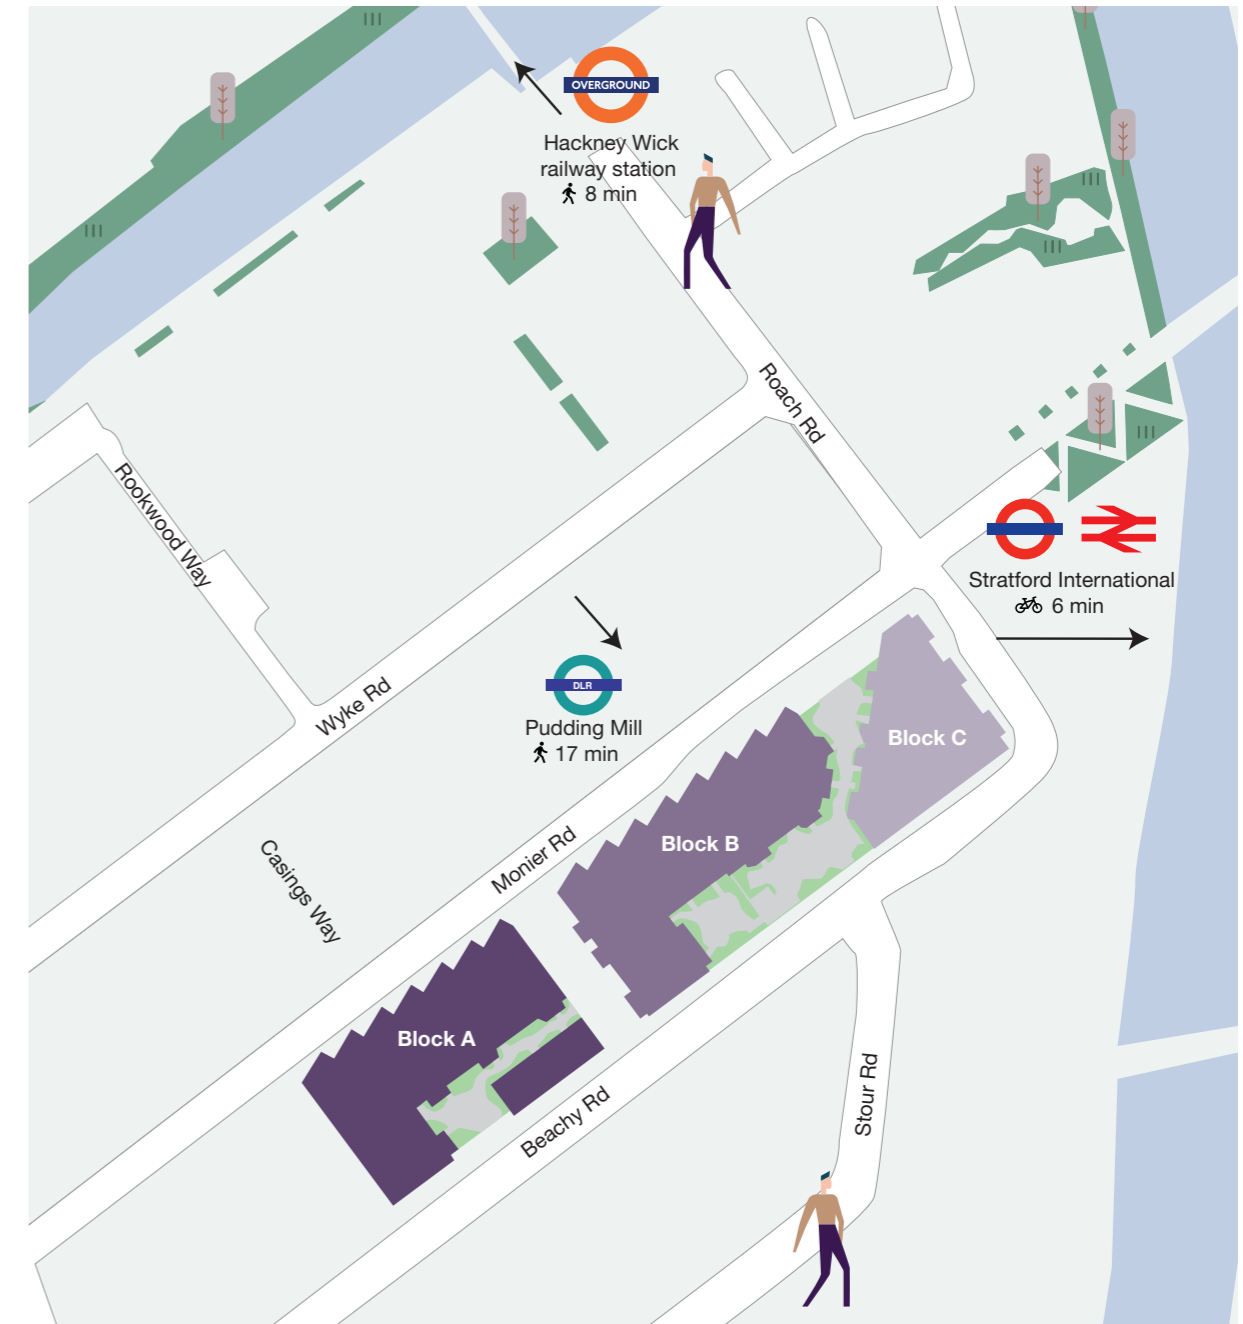 OVERGROUND
Hackney Wick
railway station
8 min
Roach Rd
Rookwood Way
Stratford International
6 min
DLR
Pudding Mill
17 min
Wyke Rd
Block C
Monier Rd
Block B
Casings Way
Block A
Beachy Rd
Stour Rd